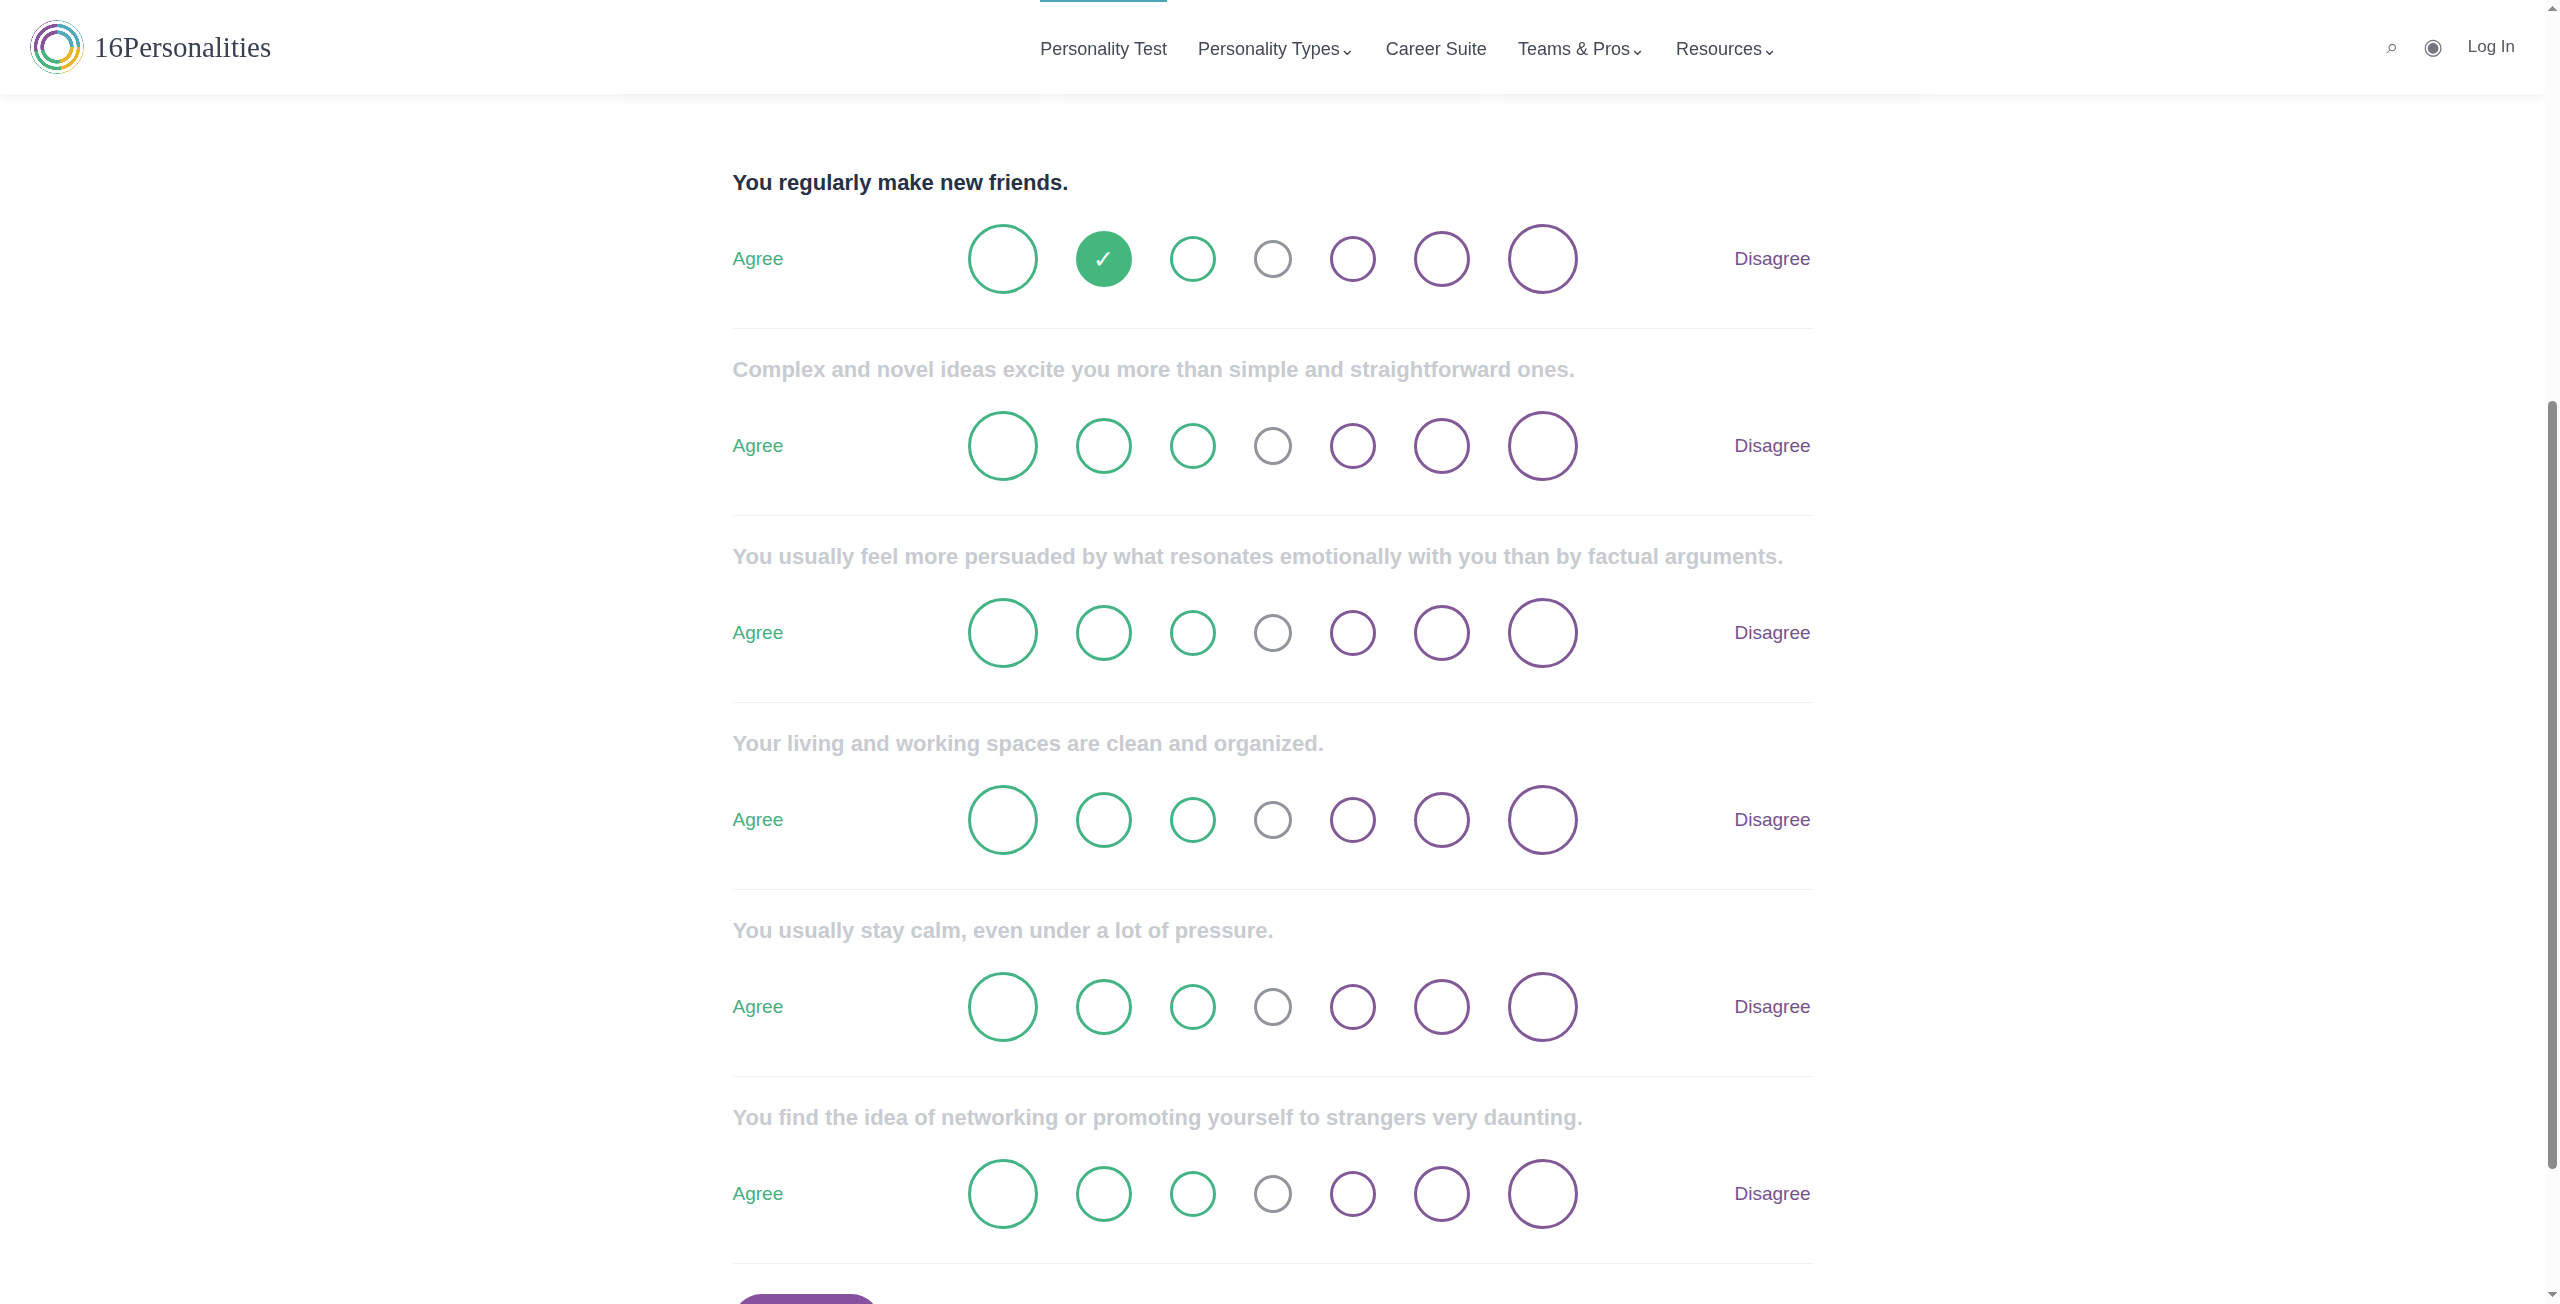 16Personalities
Personality Test Personality Types Career Suite Teams & Pros Resources Log In
You regularly make new friends.
Agree Disagree
Complex and novel ideas excite you more than simple and straightforward ones.
Agree Disagree
You usually feel more persuaded by what resonates emotionally with you than by factual arguments.
Agree Disagree
Your living and working spaces are clean and organized.
Agree Disagree
You usually stay calm, even under a lot of pressure.
Agree Disagree
You find the idea of networking or promoting yourself to strangers very daunting.
Agree Disagree